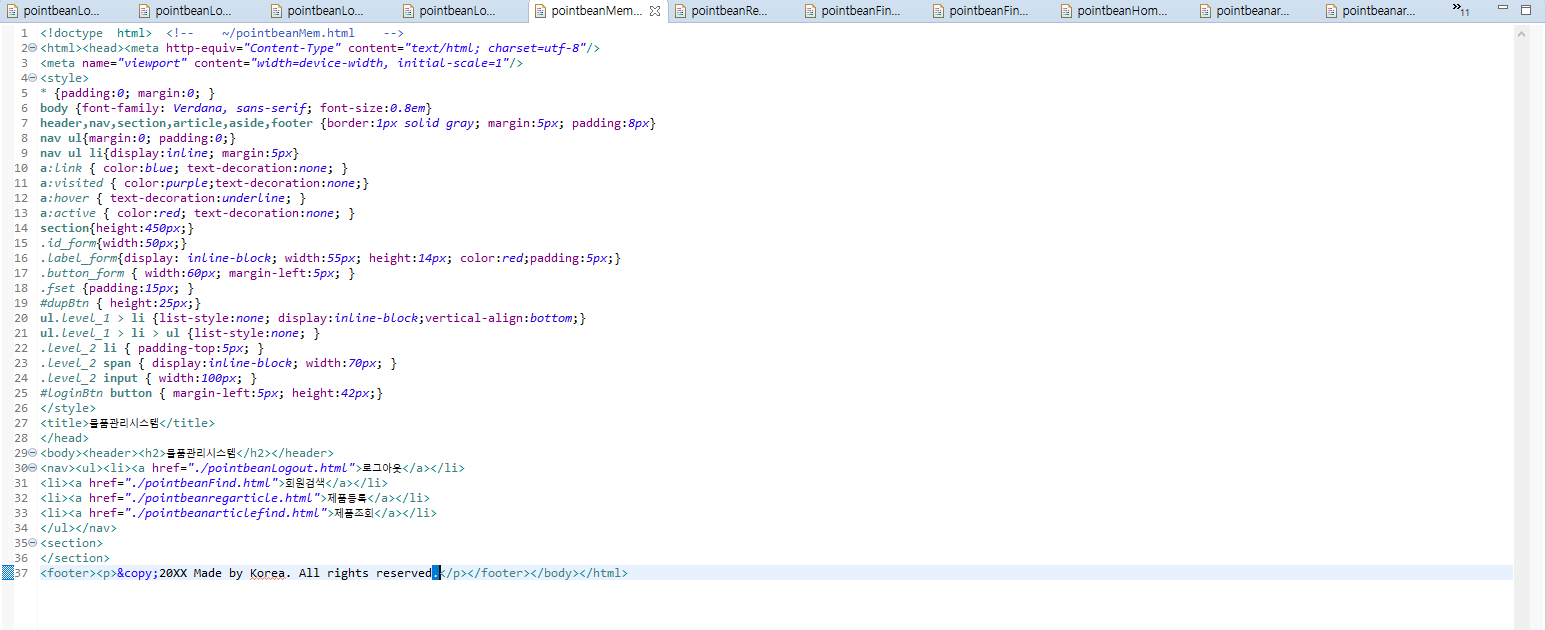 pointbeanLo... pointbeanLo... pointbeanLo... pointbeanLo... pointbeanMem... pointbeanRe... pointbeanFin... pointbeanFin... pointbeanHom... pointbeanar... pointbeanar... »11
1 <!doctype  html>  <!--    ~/pointbeanMem.html    -->
2 <html><head><meta http-equiv="Content-Type" content="text/html; charset=utf-8"/>
3 <meta name="viewport" content="width=device-width, initial-scale=1"/>
4 <style>
5 * {padding:0; margin:0; }
6 body {font-family: Verdana, sans-serif; font-size:0.8em}
7 header,nav,section,article,aside,footer {border:1px solid gray; margin:5px; padding:8px}
8 nav ul{margin:0; padding:0;}
9 nav ul li{display:inline; margin:5px}
10 a:link { color:blue; text-decoration:none; }
11 a:visited { color:purple;text-decoration:none;}
12 a:hover { text-decoration:underline; }
13 a:active { color:red; text-decoration:none; }
14 section{height:450px;}
15 .id_form{width:50px;}
16 .label_form{display: inline-block; width:55px; height:14px; color:red;padding:5px;}
17 .button_form { width:60px; margin-left:5px; }
18 .fset {padding:15px; }
19 #dupBtn { height:25px;}
20 ul.level_1 > li {list-style:none; display:inline-block;vertical-align:bottom;}
21 ul.level_1 > li > ul {list-style:none; }
22 .level_2 li { padding-top:5px; }
23 .level_2 span { display:inline-block; width:70px; }
24 .level_2 input { width:100px; }
25 #loginBtn button { margin-left:5px; height:42px;}
26 </style>
27 <title>물품관리시스템</title>
28 </head>
29 <body><header><h2>물품관리시스템</h2></header>
30 <nav><ul><li><a href="./pointbeanLogout.html">로그아웃</a></li>
31 <li><a href="./pointbeanFind.html">회원검색</a></li>
32 <li><a href="./pointbeanregarticle.html">제품등록</a></li>
33 <li><a href="./pointbeanarticlefind.html">제품조회</a></li>
34 </ul></nav>
35 <section>
36 </section>
37 <footer><p>&copy;20XX Made by Korea. All rights reserved.</p></footer></body></html>